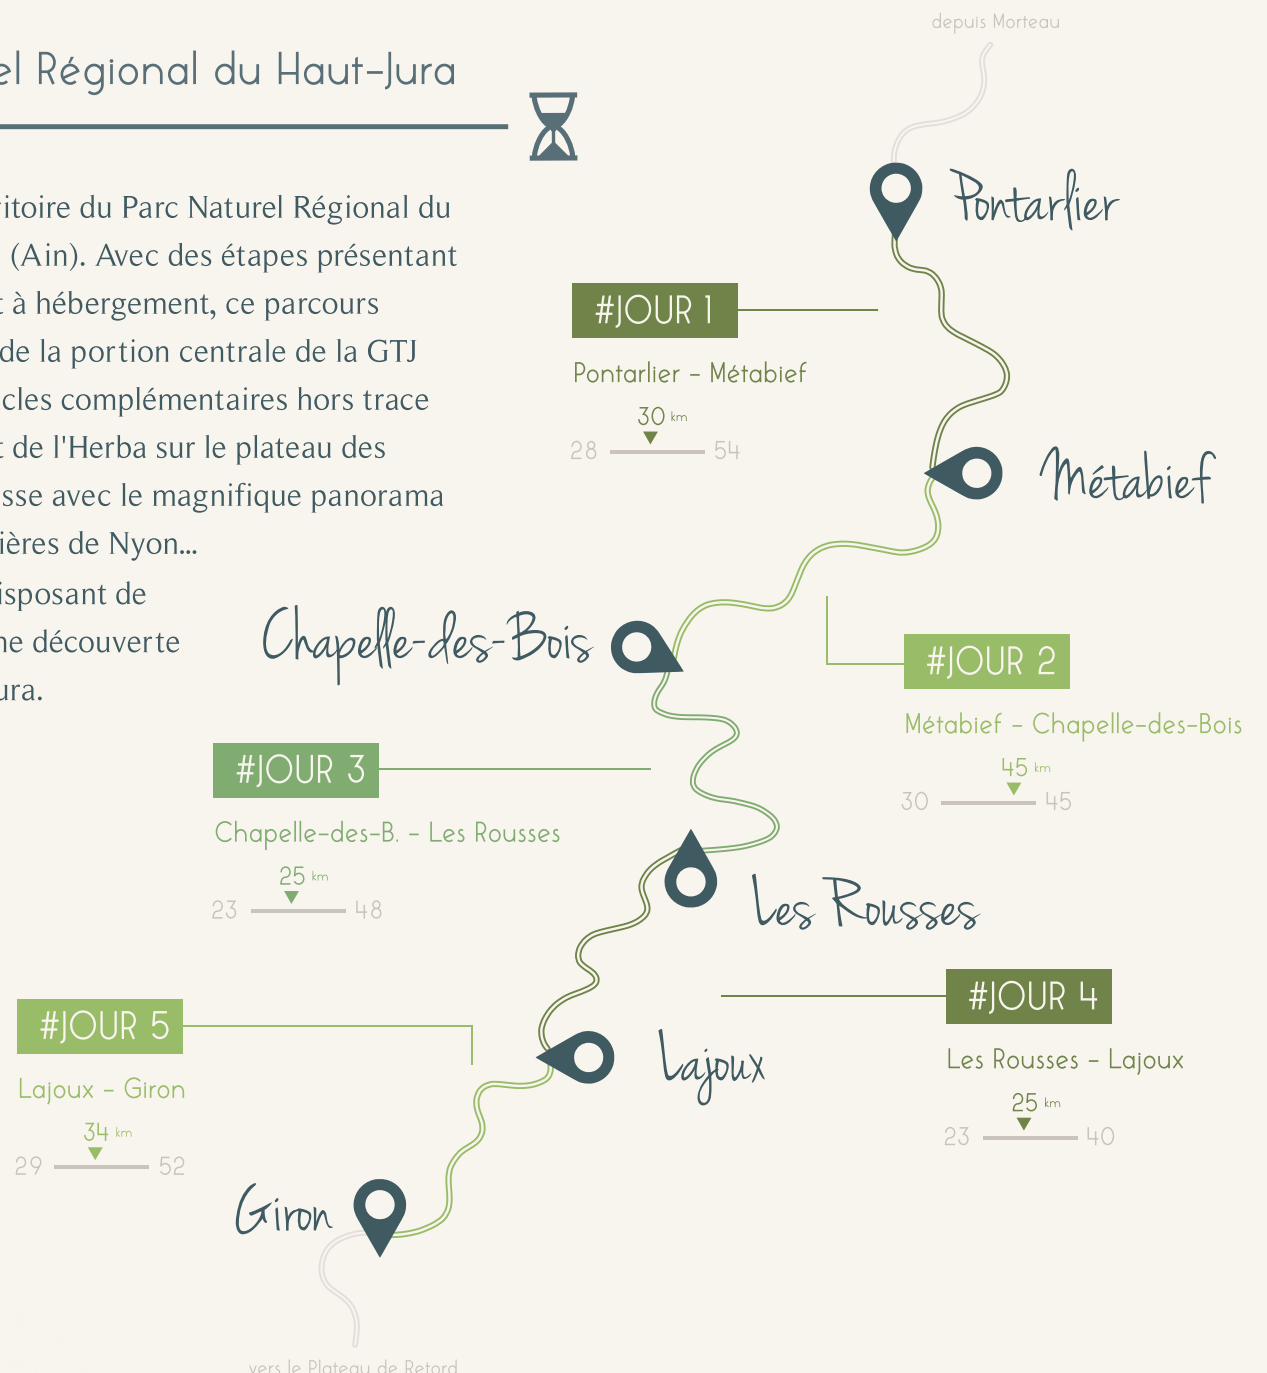 depuis Morteau
el Régional du Haut-Jura
ritoire du Parc Naturel Régional du
(Ain). Avec des étapes présentant
t à hébergement, ce parcours
de la portion centrale de la GTJ
cles complémentaires hors trace
t de l'Herba sur le plateau des
sse avec le magnifique panorama
ières de Nyon...
isposant de
ne découverte
ura.
Pontarlier
#JOUR 1
Pontarlier - Métabief
30 km
28 54
Métabief
Chapelle-des-Bois
#JOUR 2
Métabief - Chapelle-des-Bois
45 km
30 45
#JOUR 3
Chapelle-des-B. - Les Rousses
25 km
23 48
Les Rousses
#JOUR 4
Les Rousses - Lajoux
25 km
23 40
Lajoux
#JOUR 5
Lajoux - Giron
34 km
29 52
Giron
vers le Plateau de Retord